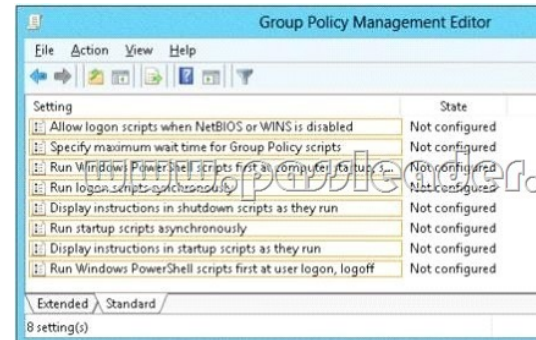 Group Policy Management Editor
File Action View Help
Setting State
Allow logon scripts when NetBIOS or WINS is disabled Not configured
Specify maximum wait time for Group Policy scripts Not configured
Run Windows PowerShell scripts first at computer startup, s... Not configured
Run logon scripts synchronously Not configured
Display instructions in shutdown scripts as they run Not configured
Run startup scripts asynchronously Not configured
Display instructions in startup scripts as they run Not configured
Run Windows PowerShell scripts first at user logon, logoff Not configured
Extended Standard
8 setting(s)